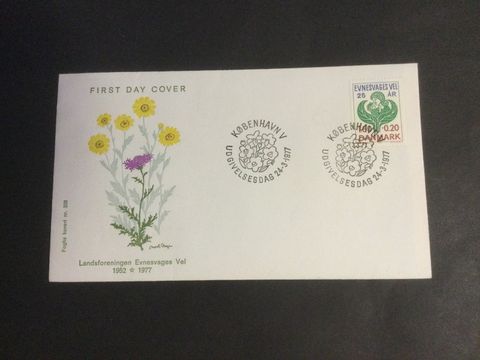 FIRST DAY COVER
EVNESVAGES VEL
25 ÅR
0.20
DANMARK
KØBENHAVN V
UDGIVELSESDAG 24-3-1977
KØBENHAVN V
UDGIVELSESDAG 24-3-1977
Landsforeningen Evnesvages Vel
1952 ☆ 1977